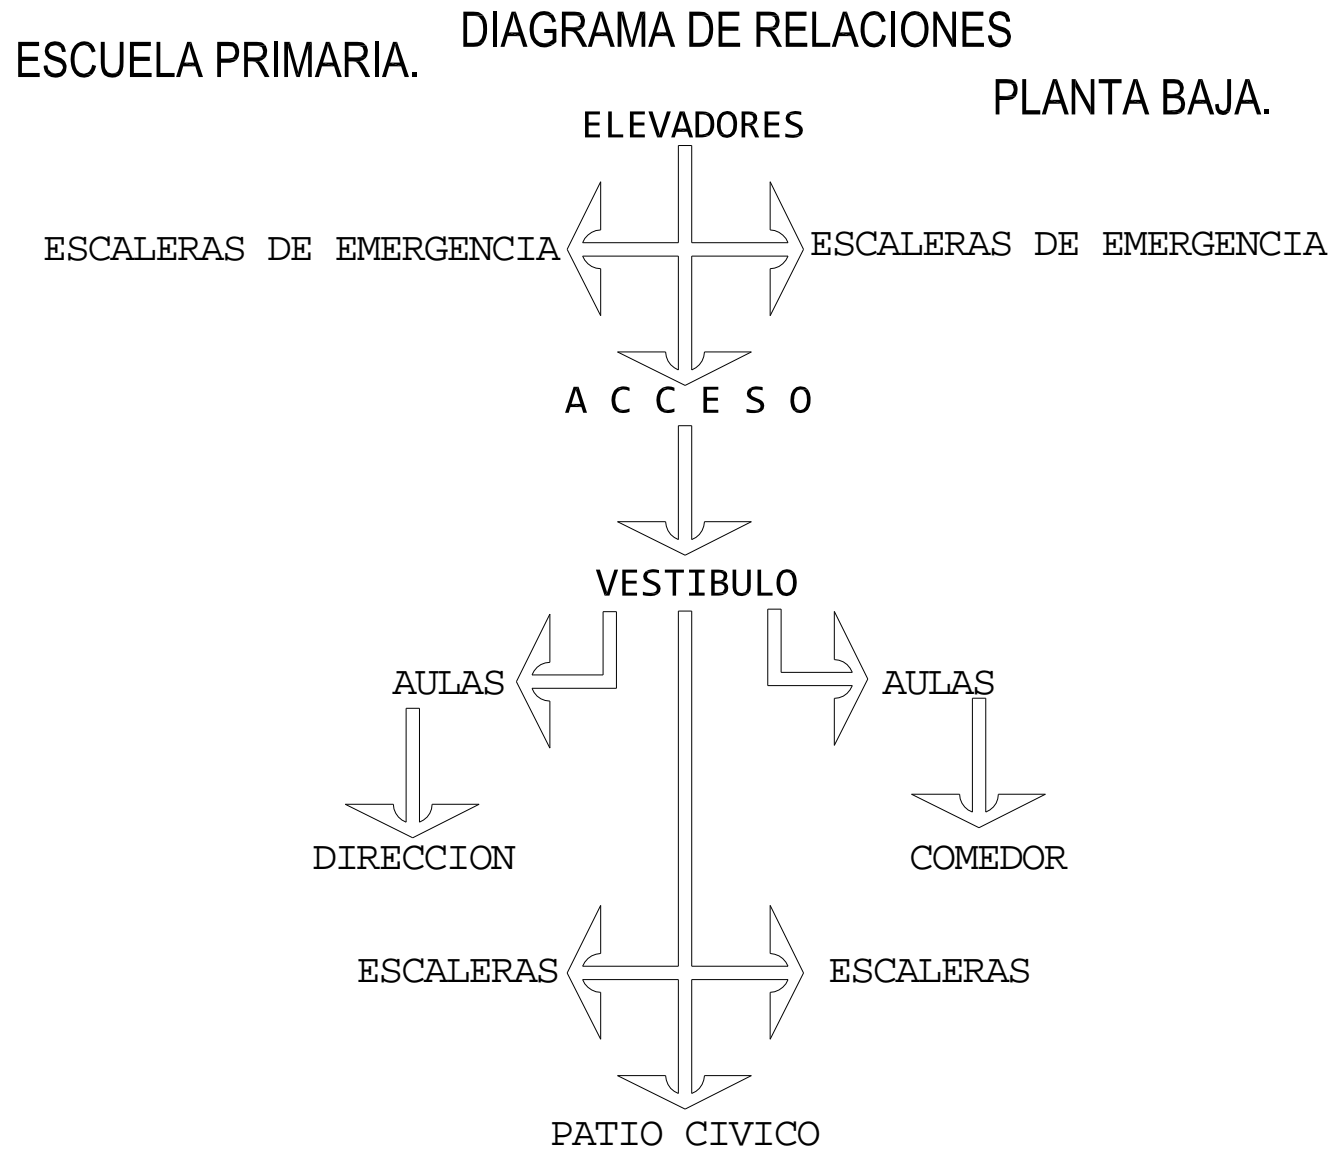 DIAGRAMA DE RELACIONES
ESCUELA PRIMARIA.
PLANTA BAJA.
ELEVADORES
ESCALERAS DE EMERGENCIA
ESCALERAS DE EMERGENCIA
A C C E S O
VESTIBULO
AULAS
AULAS
DIRECCION
COMEDOR
ESCALERAS
ESCALERAS
PATIO CIVICO